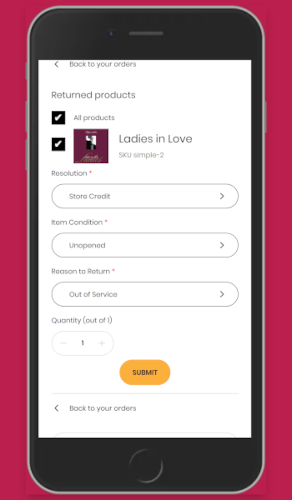 Back to your orders
Returned products
All products
Ladies in Love
SKU simple-2
Resolution *
Store Credit
Item Condition *
Unopened
Reason to Return *
Out of Service
Quantity (out of 1)
− 1 +
SUBMIT
Back to your orders